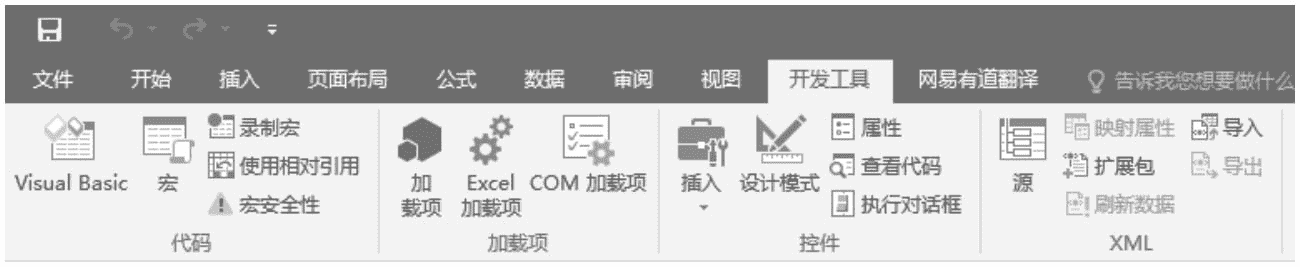 文件 开始 插入 页面布局 公式 数据 审阅 视图 开发工具 网易有道翻译 告诉我您想要做什么
Visual Basic
宏
录制宏
使用相对引用
宏安全性
代码
加
载项
Excel
加载项
COM 加载项
加载项
插入
设计模式
属性
查看代码
执行对话框
控件
源
映射属性
扩展包
刷新数据
导入
导出
XML